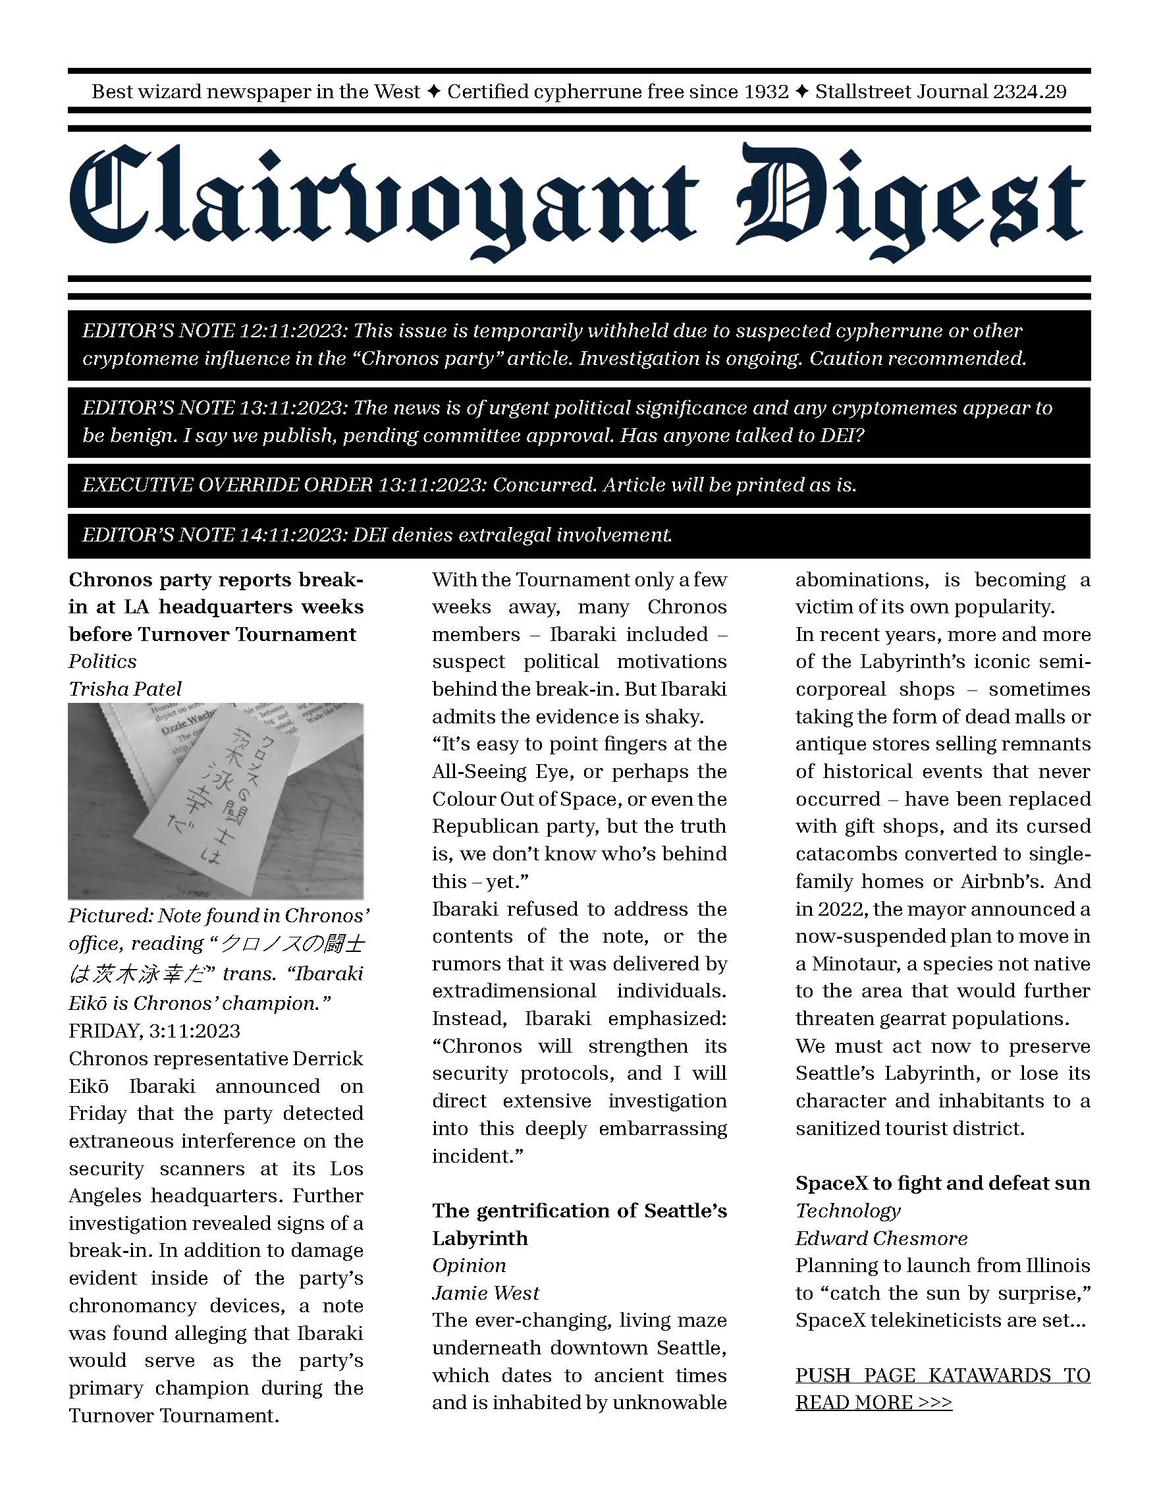 Best wizard newspaper in the West ✦ Certified cypherrune free since 1932 ✦ Stallstreet Journal 2324.29
Clairvoyant Digest
EDITOR’S NOTE 12:11:2023: This issue is temporarily withheld due to suspected cypherrune or other
cryptomeme influence in the “Chronos party” article. Investigation is ongoing. Caution recommended.
EDITOR’S NOTE 13:11:2023: The news is of urgent political significance and any cryptomemes appear to
be benign. I say we publish, pending committee approval. Has anyone talked to DEI?
EXECUTIVE OVERRIDE ORDER 13:11:2023: Concurred. Article will be printed as is.
EDITOR’S NOTE 14:11:2023: DEI denies extralegal involvement.
Chronos party reports break-
in at LA headquarters weeks
before Turnover Tournament
Politics
Trisha Patel
Ozzie
クロノスの闘士は
茨木泳幸だ
Pictured: Note found in Chronos’
office, reading “クロノスの闘士
は茨木泳幸だ” trans. “Ibaraki
Eikō is Chronos’ champion.”
FRIDAY, 3:11:2023
Chronos representative Derrick
Eikō Ibaraki announced on
Friday that the party detected
extraneous interference on the
security scanners at its Los
Angeles headquarters. Further
investigation revealed signs of a
break-in. In addition to damage
evident inside of the party’s
chronomancy devices, a note
was found alleging that Ibaraki
would serve as the party’s
primary champion during the
Turnover Tournament.
With the Tournament only a few
weeks away, many Chronos
members – Ibaraki included –
suspect political motivations
behind the break-in. But Ibaraki
admits the evidence is shaky.
“It’s easy to point fingers at the
All-Seeing Eye, or perhaps the
Colour Out of Space, or even the
Republican party, but the truth
is, we don’t know who’s behind
this – yet.”
Ibaraki refused to address the
contents of the note, or the
rumors that it was delivered by
extradimensional individuals.
Instead, Ibaraki emphasized:
“Chronos will strengthen its
security protocols, and I will
direct extensive investigation
into this deeply embarrassing
incident.”
The gentrification of Seattle’s
Labyrinth
Opinion
Jamie West
The ever-changing, living maze
underneath downtown Seattle,
which dates to ancient times
and is inhabited by unknowable
abominations, is becoming a
victim of its own popularity.
In recent years, more and more
of the Labyrinth’s iconic semi-
corporeal shops – sometimes
taking the form of dead malls or
antique stores selling remnants
of historical events that never
occurred – have been replaced
with gift shops, and its cursed
catacombs converted to single-
family homes or Airbnb’s. And
in 2022, the mayor announced a
now-suspended plan to move in
a Minotaur, a species not native
to the area that would further
threaten gearrat populations.
We must act now to preserve
Seattle’s Labyrinth, or lose its
character and inhabitants to a
sanitized tourist district.
SpaceX to fight and defeat sun
Technology
Edward Chesmore
Planning to launch from Illinois
to “catch the sun by surprise,”
SpaceX telekineticists are set...
PUSH PAGE KATAWARDS TO
READ MORE >>>